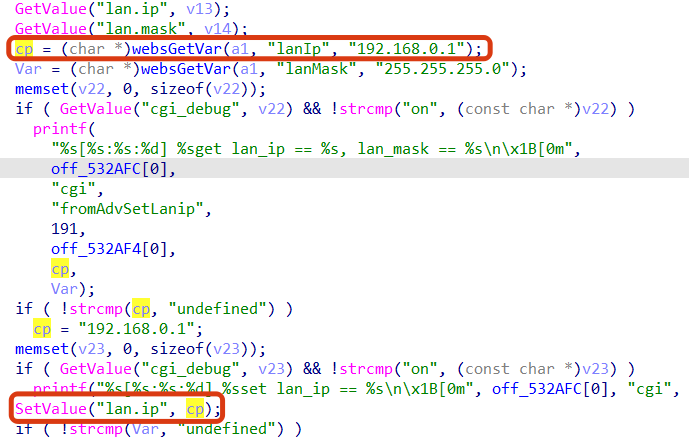 GetValue("lan.ip", v13);
GetValue("lan.mask", v14);
cp = (char *)websGetVar(a1, "lanIp", "192.168.0.1");
Var = (char *)websGetVar(a1, "lanMask", "255.255.255.0");
memset(v22, 0, sizeof(v22));
if ( GetValue("cgi_debug", v22) && !strcmp("on", (const char *)v22) )
printf(
"%s[%s:%s:%d] %sget lan_ip == %s, lan_mask == %s\n\x1B[0m",
off_532AFC[0],
"cgi",
"fromAdvSetLanip",
191,
off_532AF4[0],
cp,
Var);
if ( !strcmp(cp, "undefined") )
cp = "192.168.0.1";
memset(v23, 0, sizeof(v23));
if ( GetValue("cgi_debug", v23) && !strcmp("on", (const char *)v23) )
printf("%s[%s:%s:%d] %sset lan_ip == %s\n\x1B[0m", off_532AFC[0], "cgi",
SetValue("lan.ip", cp);
if ( !strcmp(Var, "undefined") )